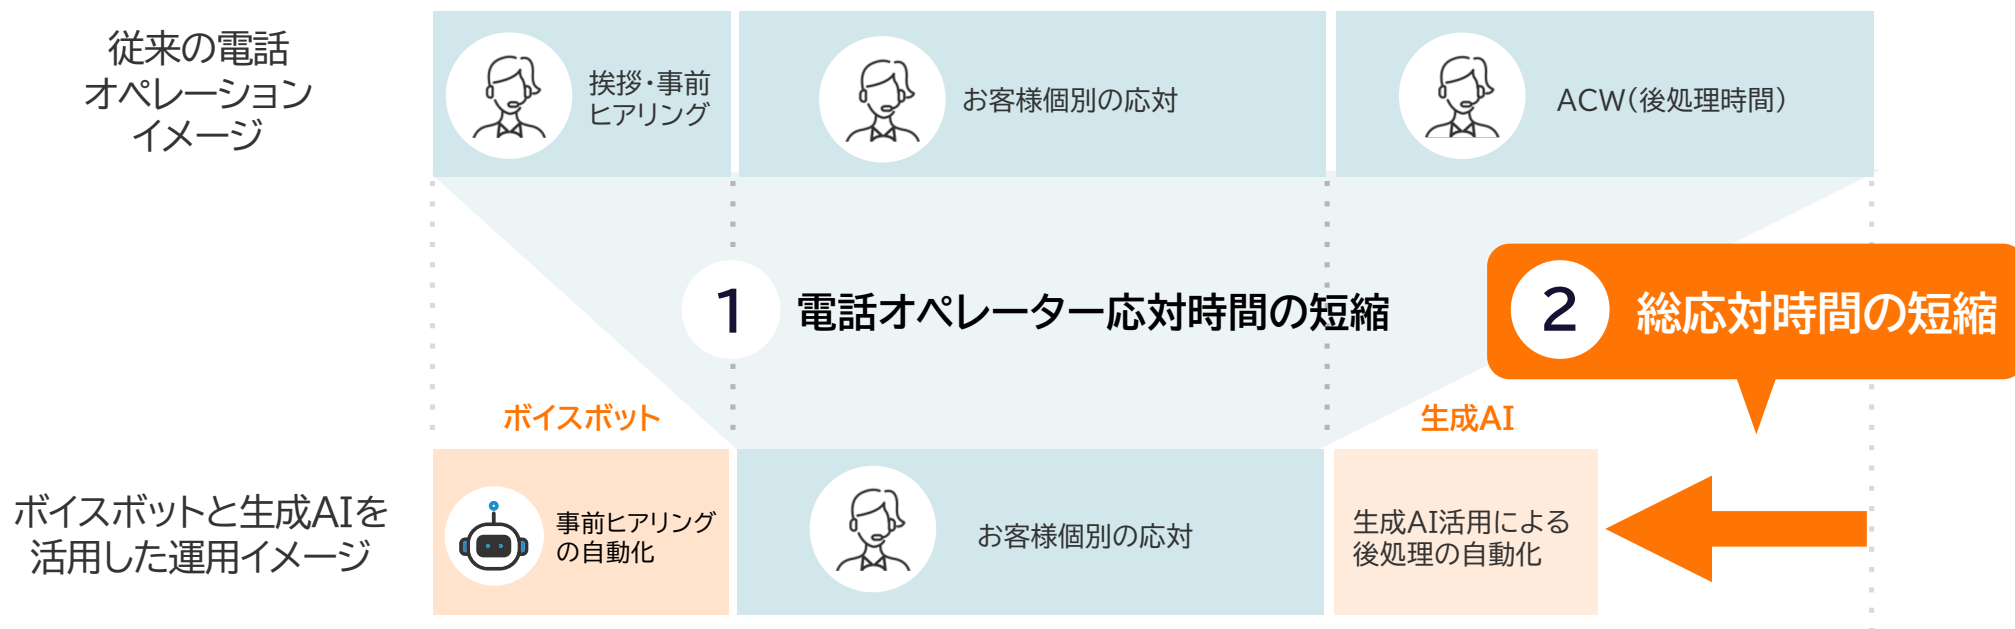 従来の電話
オペレーション
イメージ
挨拶・事前
ヒアリング
お客様個別の応対
ACW(後処理時間)
1 電話オペレーター応対時間の短縮
2 総応対時間の短縮
ボイスボット
生成AI
ボイスボットと生成AIを
活用した運用イメージ
事前ヒアリング
の自動化
お客様個別の応対
生成AI活用による
後処理の自動化